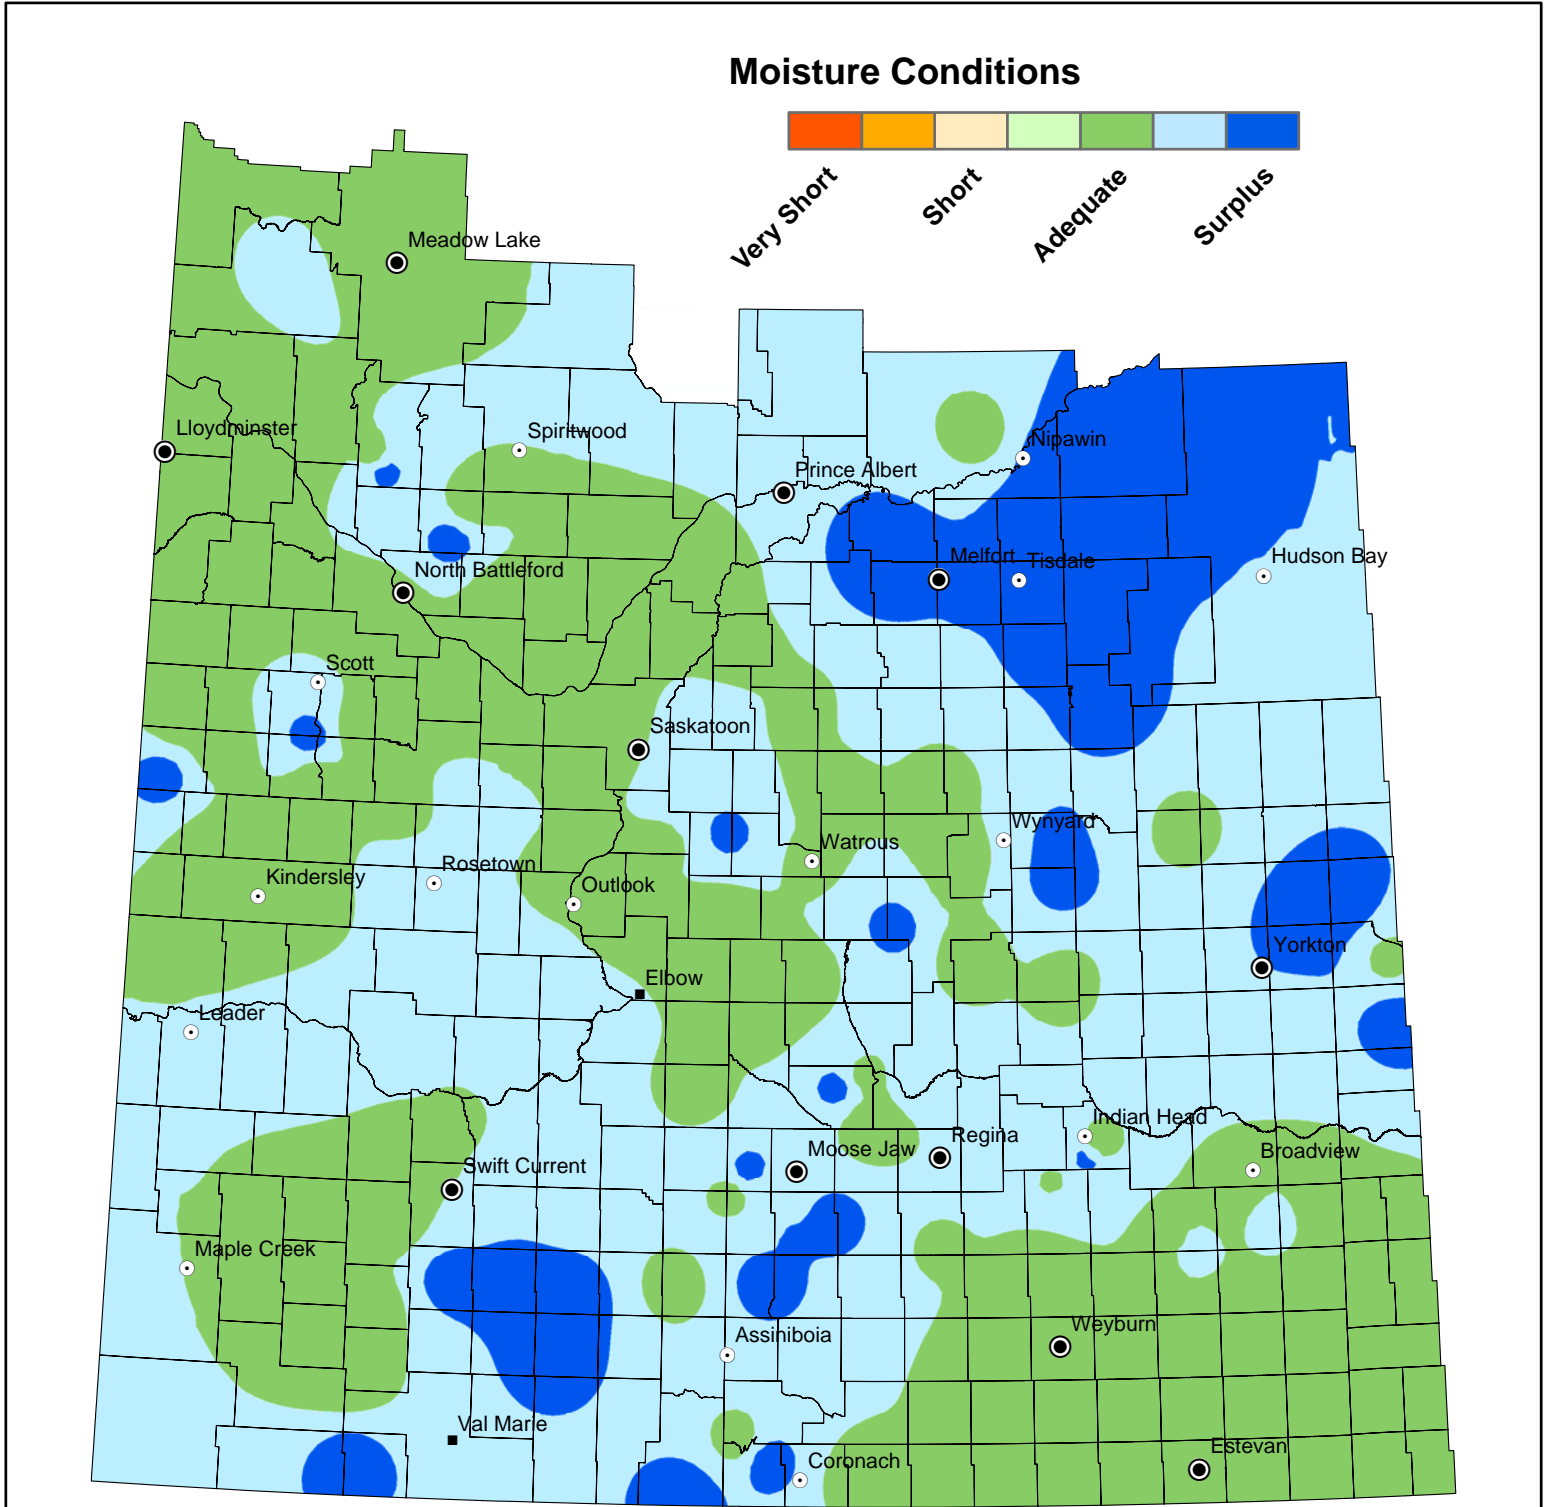 Moisture Conditions
Very Short
Short
Adequate
Surplus
Meadow Lake
Lloydminster
Spiritwood
Nipawin
Prince Albert
Melfort
Tisdale
Hudson Bay
North Battleford
Scott
Saskatoon
Wynyard
Watrous
Rosetown
Kindersley
Outlook
Yorkton
Elbow
Leader
Indian Head
Regina
Moose Jaw
Broadview
Swift Current
Maple Creek
Weyburn
Assiniboia
Val Marie
Estevan
Coronach